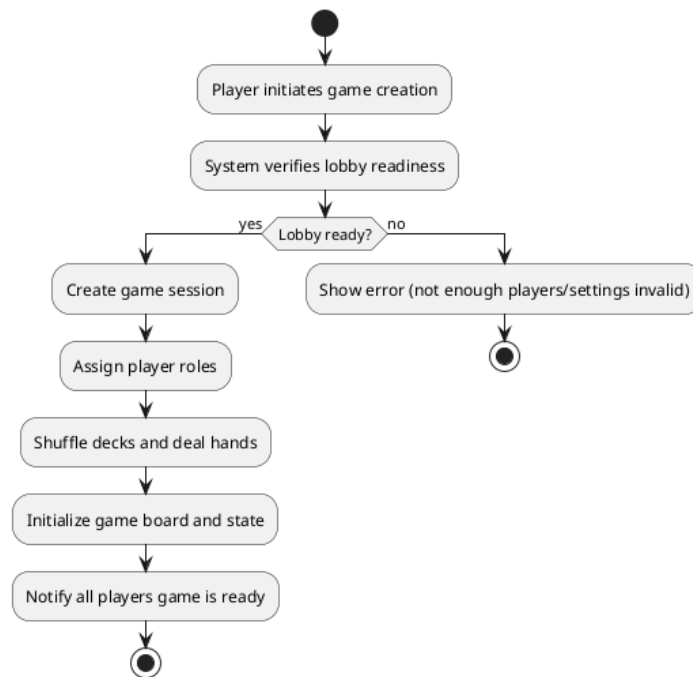 Player initiates game creation
System verifies lobby readiness
yes
Lobby ready?
no
Create game session
Show error (not enough players/settings invalid)
Assign player roles
Shuffle decks and deal hands
Initialize game board and state
Notify all players game is ready